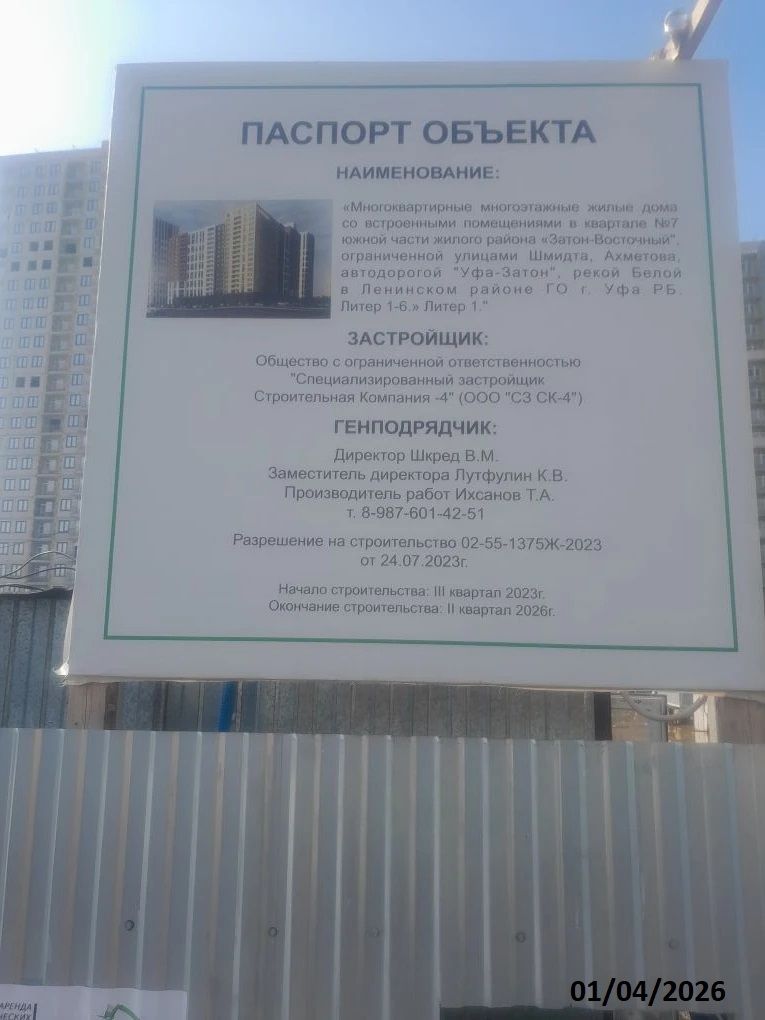 ПАСПОРТ ОБЪЕКТА
НАИМЕНОВАНИЕ:
«Многоквартирные многоэтажные жилые дома
со встроенными помещениями в квартале №7
южной части жилого района «Затон-Восточный",
ограниченной улицами Шмидта, Ахметова,
автодорогой "Уфа-Затон", рекой Белой
в Ленинском районе ГО г. Уфа РБ.
Литер 1-6.» Литер 1."
ЗАСТРОЙЩИК:
Общество с ограниченной ответственностью
"Специализированный застройщик
Строительная Компания -4" (ООО "СЗ СК-4")
ГЕНПОДРЯДЧИК:
Директор Шкред В.М.
Заместитель директора Лутфулин К.В.
Производитель работ Ихсанов Т.А.
т. 8-987-601-42-51
Разрешение на строительство 02-55-1375Ж-2023
от 24.07.2023г.
Начало строительства: III квартал 2023г.
Окончание строительства: II квартал 2026г.
АРЕНДА
01/04/2026